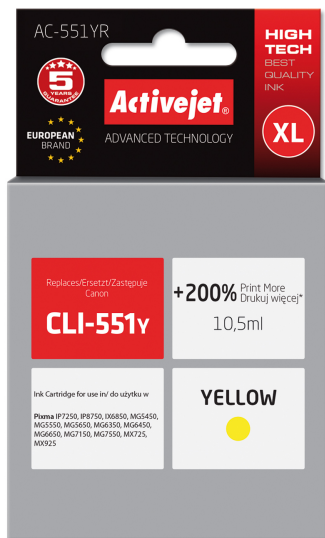 AC-551YR
HIGH
TECH
BEST
QUALITY
INK
5
YEARS
GUARANTEE
Activejet®
EUROPEAN
BRAND
ADVANCED TECHNOLOGY
XL
Replaces/Ersetzt/Zastępuje
Canon
CLI-551Y
+200% Print More
Drukuj więcej*
10,5ml
Ink Cartridge for use in/ do użytku w
Pixma IP7250, IP8750, IX6850, MG5450,
MG5550, MG5650, MG6350, MG6450,
MG6650, MG7150, MG7550, MX725,
MX925
YELLOW